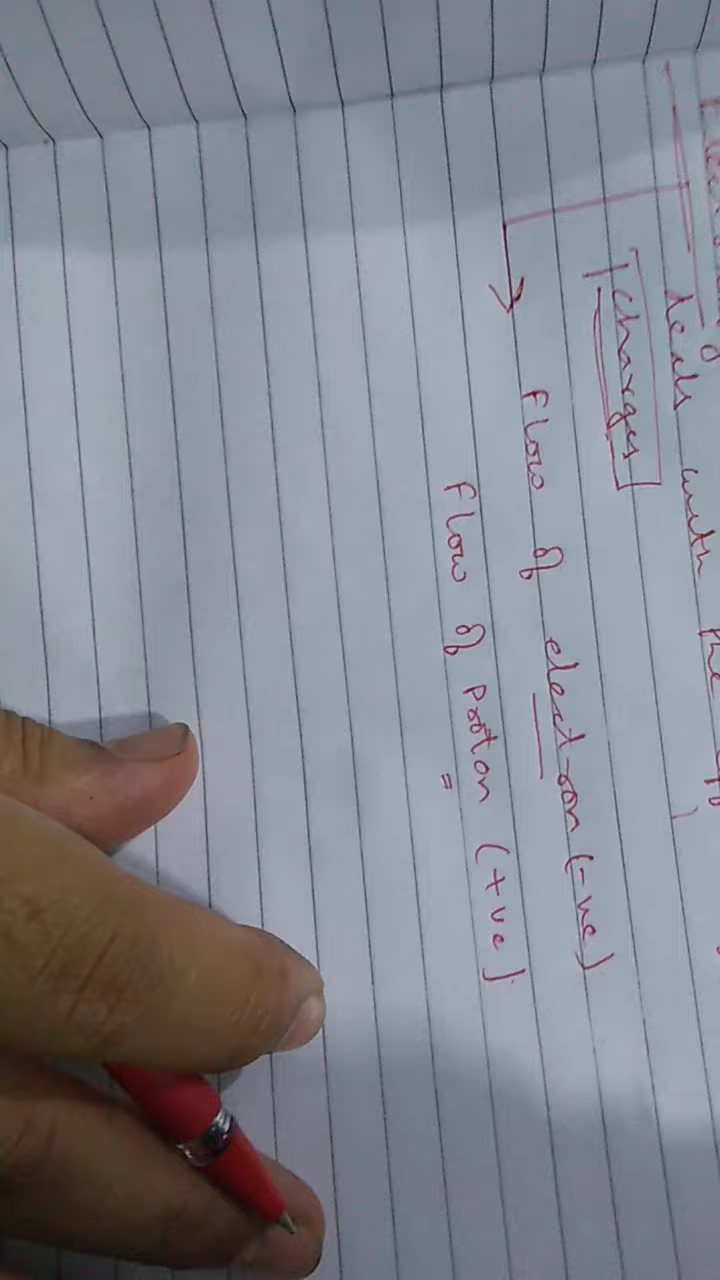 deals with the
charges
flow of electron (-ve)
flow of proton (+ve)